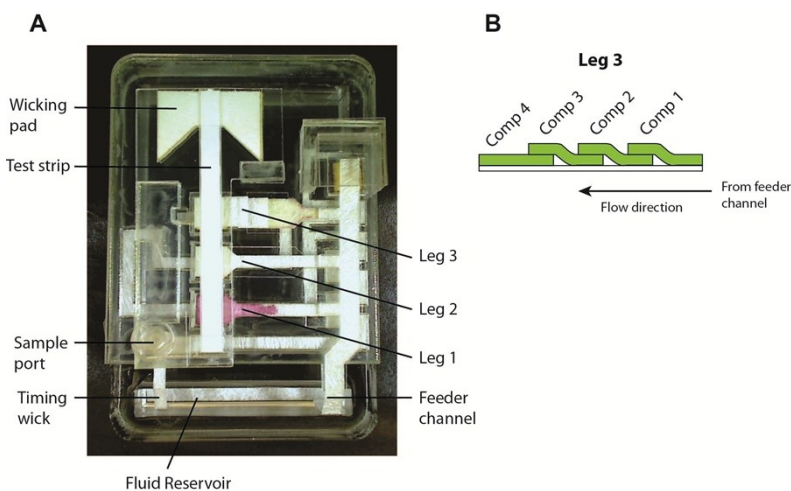 A
B
Leg 3
Wicking
pad
Comp 4
Comp 3
Comp 2
Comp 1
Test strip
From feeder
channel
Flow direction
Leg 3
Leg 2
Leg 1
Sample
port
Timing
wick
Feeder
channel
Fluid Reservoir